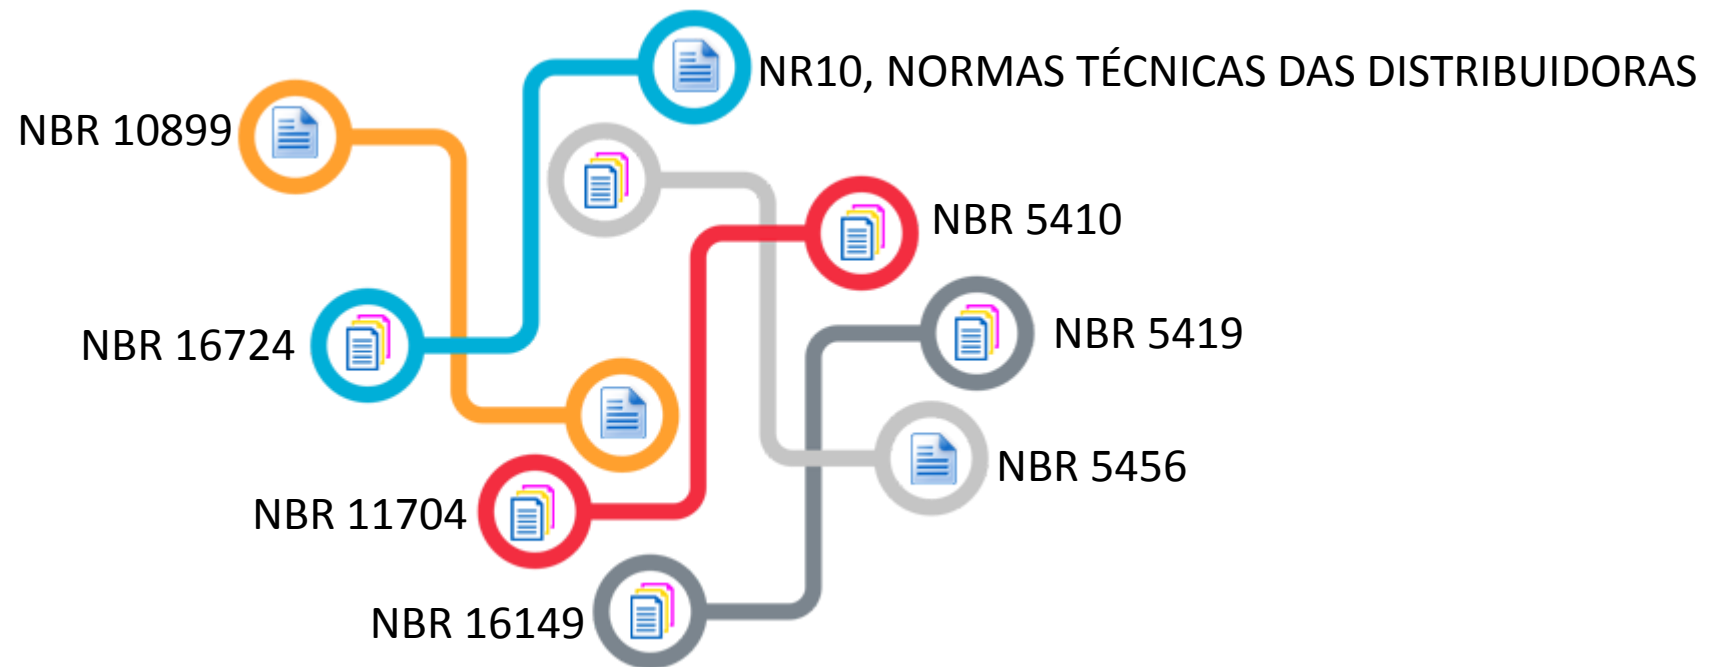 NR10, NORMAS TÉCNICAS DAS DISTRIBUIDORAS
NBR 10899
NBR 5410
NBR 16724
NBR 5419
NBR 5456
NBR 11704
NBR 16149